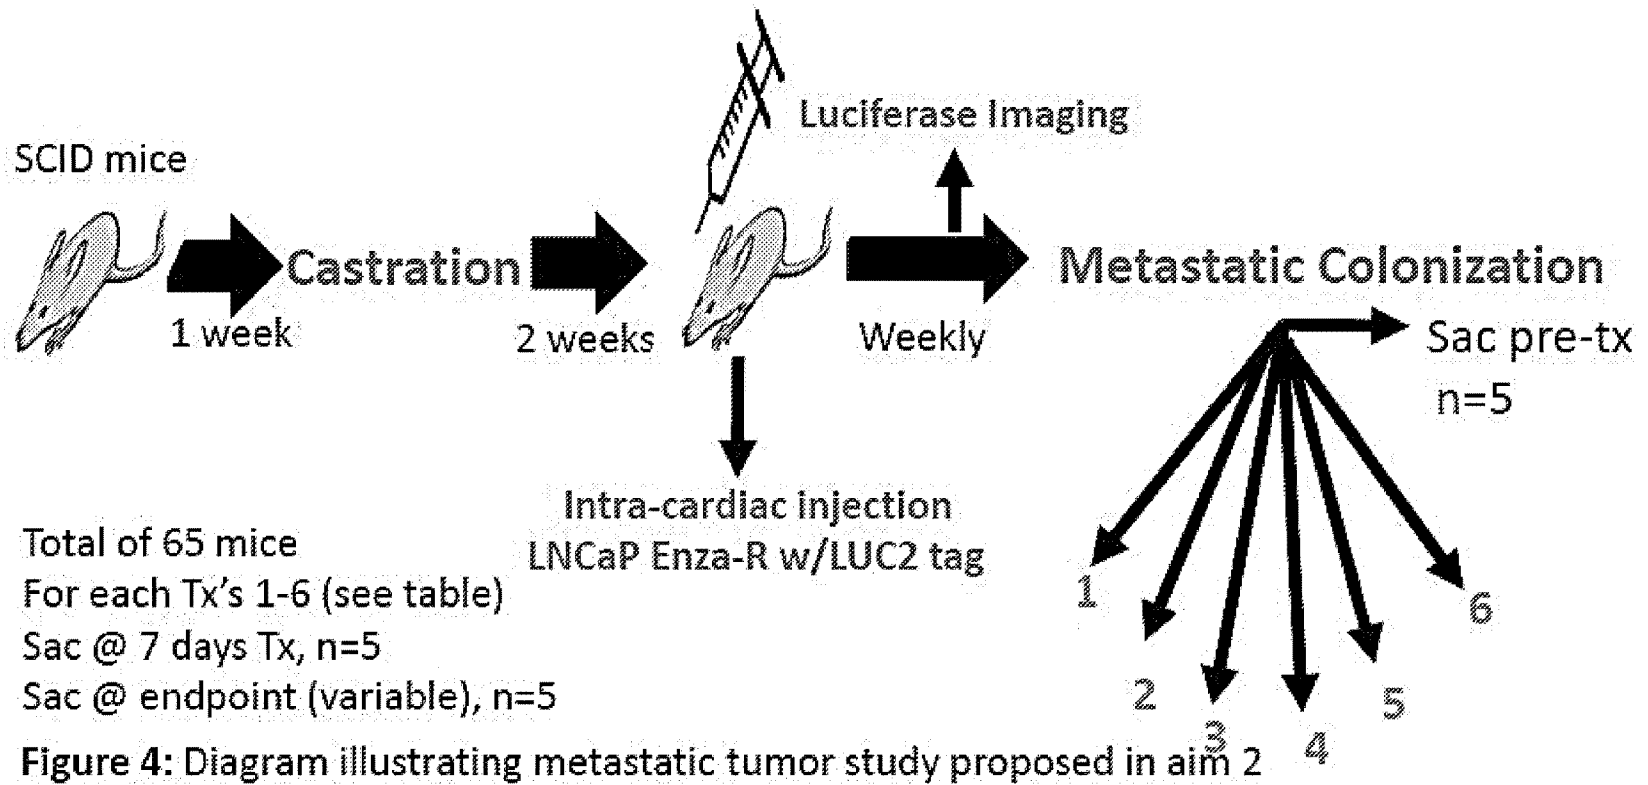 Luciferase Imaging
SCID mice
Castration
Metastatic Colonization
1 week
2 weeks
Weekly
Sac pre-tx
n=5
Intra-cardiac injection
LNCaP Enza-R w/LUC2 tag
Total of 65 mice
For each Tx's 1-6 (see table)
Sac @ 7 days Tx, n=5
Sac @ endpoint (variable), n=5
1
2
3
4
5
6
Figure 4: Diagram illustrating metastatic tumor study proposed in aim 2